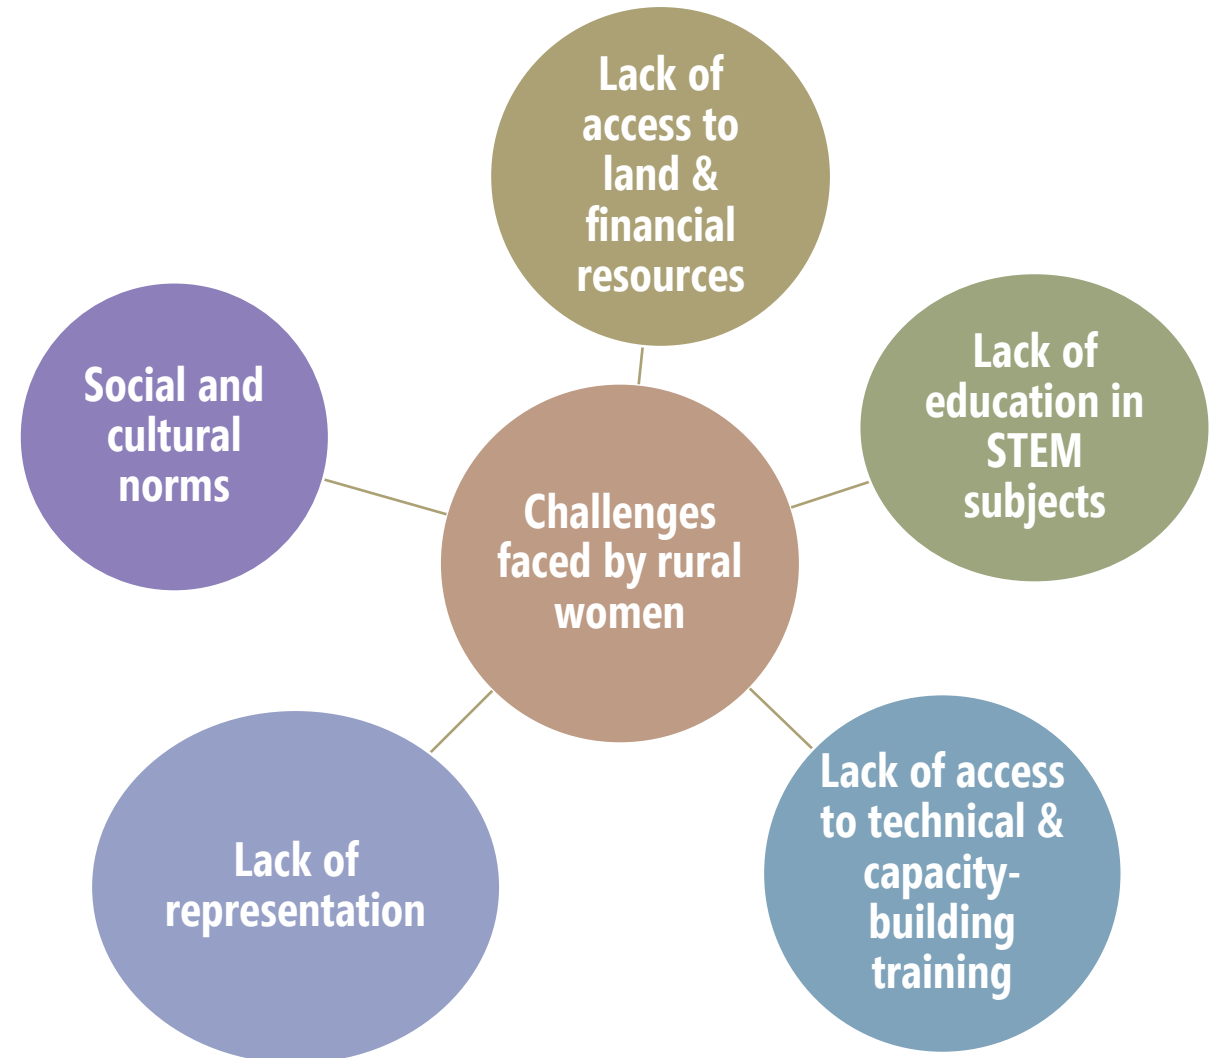 Lack of
access to
land &
financial
resources
Social and
cultural
norms
Lack of
education in
STEM
subjects
Challenges
faced by rural
women
Lack of
representation
Lack of access
to technical &
capacity-
building
training